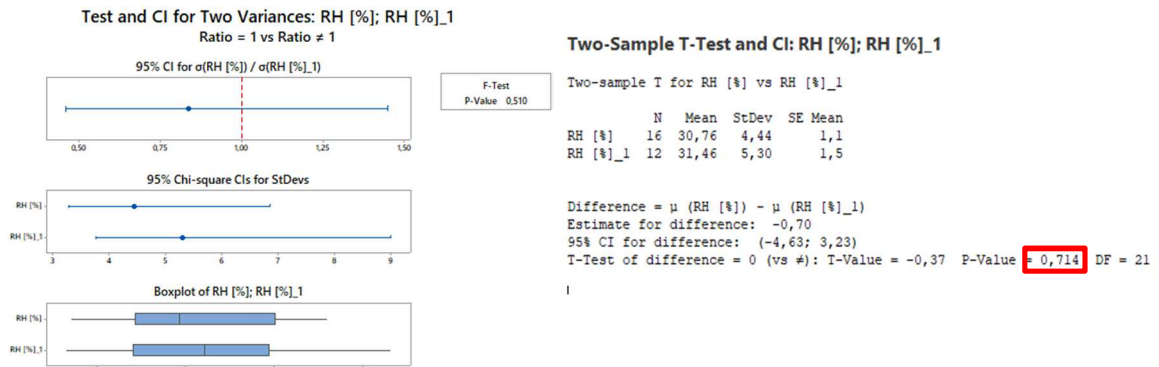 Test and CI for Two Variances: RH [%]; RH [%]_1
Ratio = 1 vs Ratio ≠ 1
95% CI for σ(RH [%]) / σ(RH [%]_1)
0,50 0,75 1,00 1,25 1,50
F-Test
P-Value 0,510
95% Chi-square CIs for StDevs
RH [%]
RH [%]_1
3 4 5 6 7 8 9
Boxplot of RH [%]; RH [%]_1
RH [%]
RH [%]_1
Two-Sample T-Test and CI: RH [%]; RH [%]_1
Two-sample T for RH [%] vs RH [%]_1
N Mean StDev SE Mean
RH [%] 16 30,76 4,44 1,1
RH [%]_1 12 31,46 5,30 1,5
Difference = μ (RH [%]) - μ (RH [%]_1)
Estimate for difference: -0,70
95% CI for difference: (-4,63; 3,23)
T-Test of difference = 0 (vs ≠): T-Value = -0,37 P-Value = 0,714 DF = 21